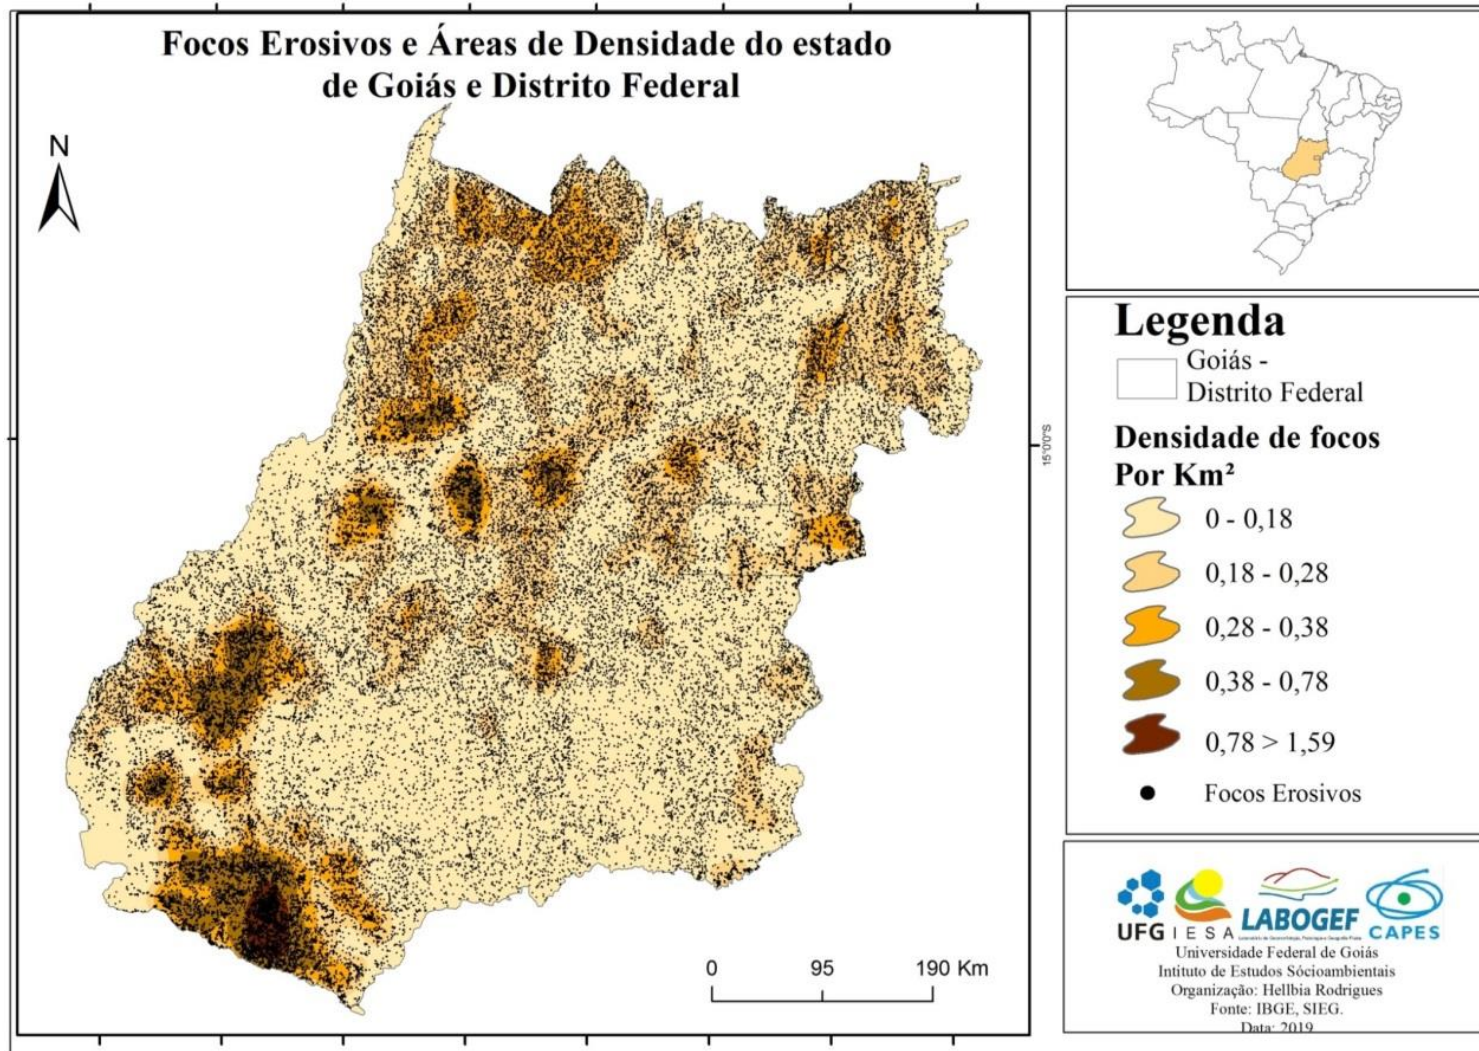 Focos Erosivos e Áreas de Densidade do estado
de Goiás e Distrito Federal
N
15°0'0"S
0 95 190 Km
Legenda
Goiás -
Distrito Federal
Densidade de focos
Por Km²
0 - 0,18
0,18 - 0,28
0,28 - 0,38
0,38 - 0,78
0,78 > 1,59
Focos Erosivos
UFG IESA LABOGEF CAPES
Universidade Federal de Goiás
Intituto de Estudos Sócioambientais
Organização: Hellbia Rodrigues
Fonte: IBGE, SIEG.
Data: 2019